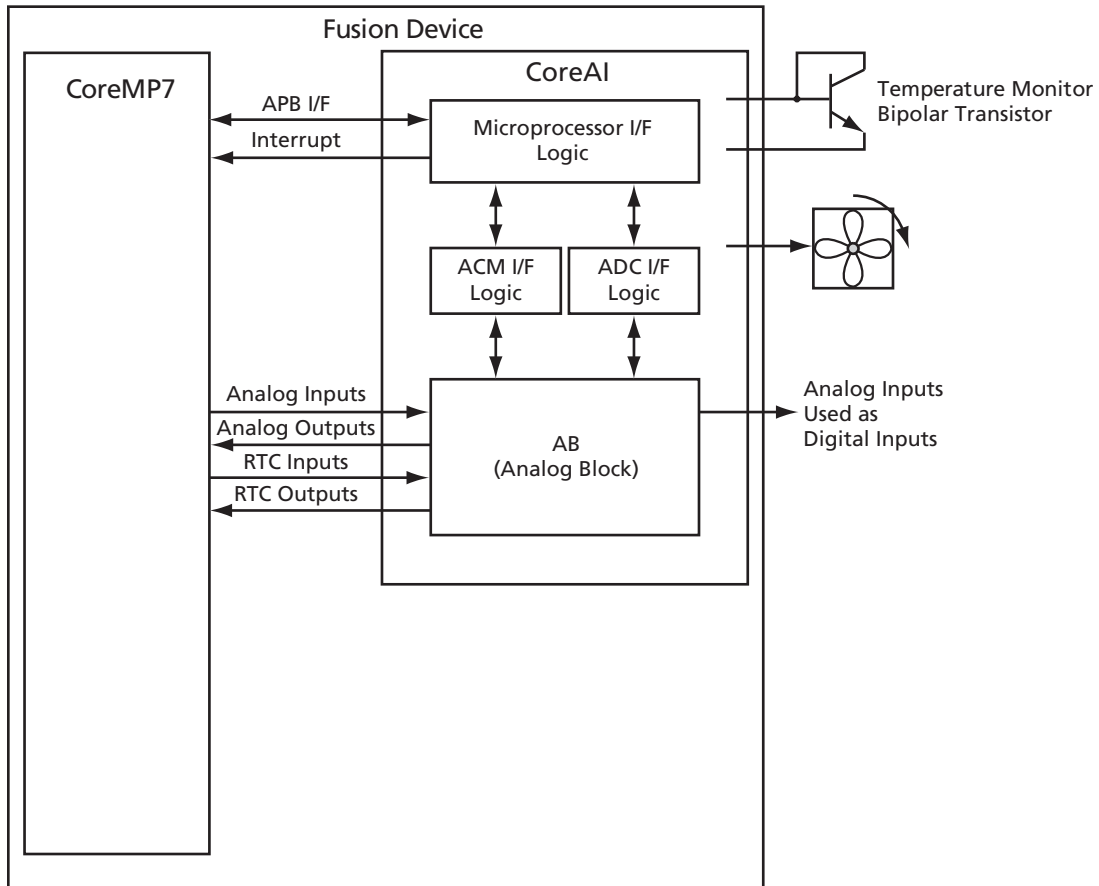 Fusion Device
CoreMP7
CoreAI
APB I/F
Interrupt
Microprocessor I/F
Logic
Temperature Monitor
Bipolar Transistor
ACM I/F
Logic
ADC I/F
Logic
Analog Inputs
Analog Outputs
RTC Inputs
RTC Outputs
AB
(Analog Block)
Analog Inputs
Used as
Digital Inputs